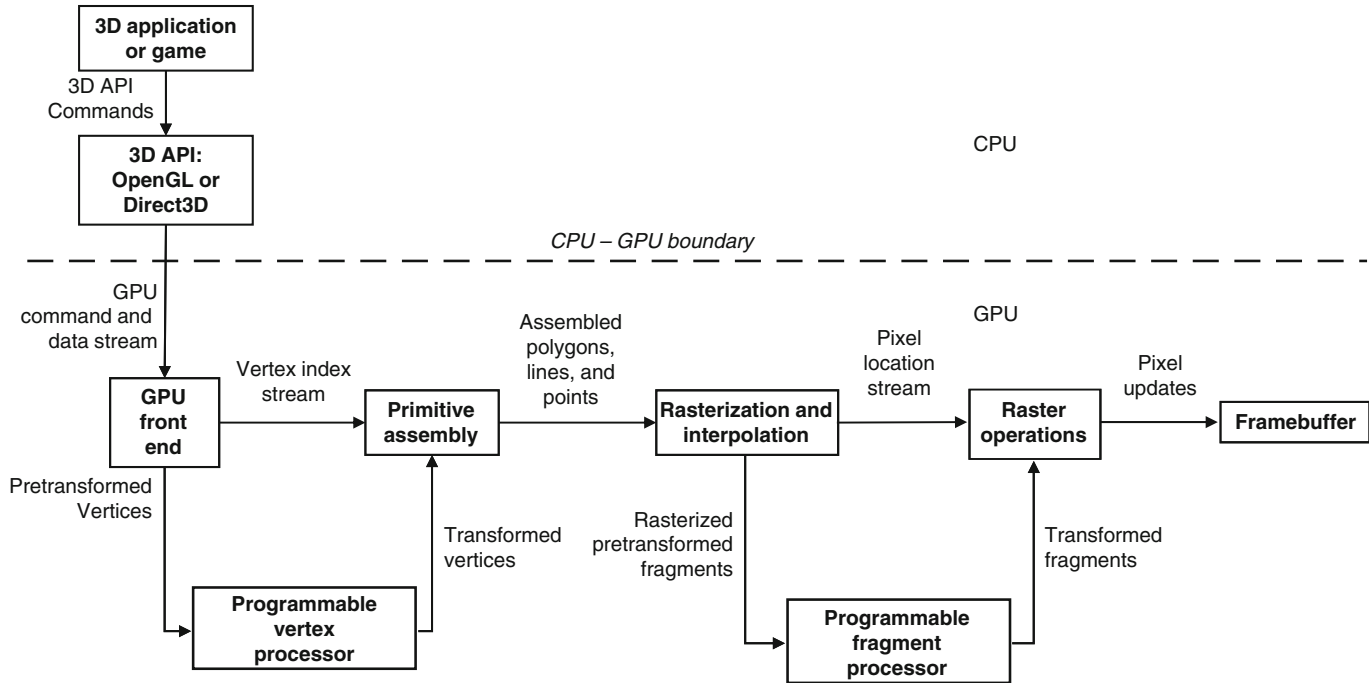 3D application
or game
3D API
Commands
3D API:
OpenGL or
Direct3D
CPU
CPU – GPU boundary
GPU
command and
data stream
GPU
Assembled
polygons,
lines, and
points
Pixel
location
stream
Pixel
updates
Vertex index
stream
GPU
front
end
Primitive
assembly
Rasterization and
interpolation
Raster
operations
Framebuffer
Pretransformed
Vertices
Transformed
vertices
Rasterized
pretransformed
fragments
Transformed
fragments
Programmable
vertex
processor
Programmable
fragment
processor